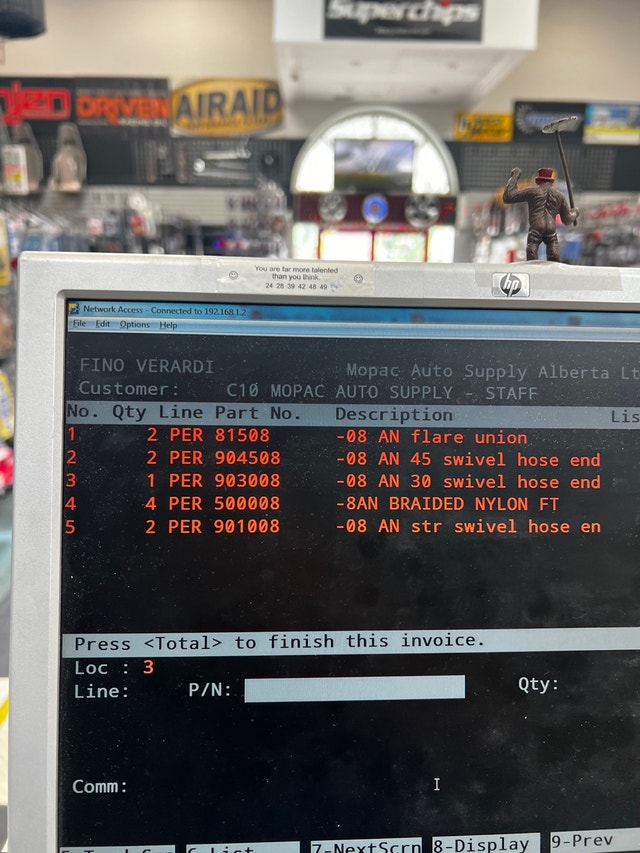 Superchips
DRIVEN
AIRAID
You are far more talented
than you think.
24 28 39 42 48 49
hp
Network Access - Connected to 192.168.1.2
File Edit Options Help
FINO VERARDI Mopac Auto Supply Alberta Lt
Customer: C10 MOPAC AUTO SUPPLY - STAFF
No. Qty Line Part No. Description Lis
1 2 PER 81508 -08 AN flare union
2 2 PER 904508 -08 AN 45 swivel hose end
3 1 PER 903008 -08 AN 30 swivel hose end
4 4 PER 500008 -8AN BRAIDED NYLON FT
5 2 PER 901008 -08 AN str swivel hose en
Press <Total> to finish this invoice.
Loc : 3
Line: P/N: Qty:
Comm:
6-List 7-NextScrn 8-Display 9-Prev